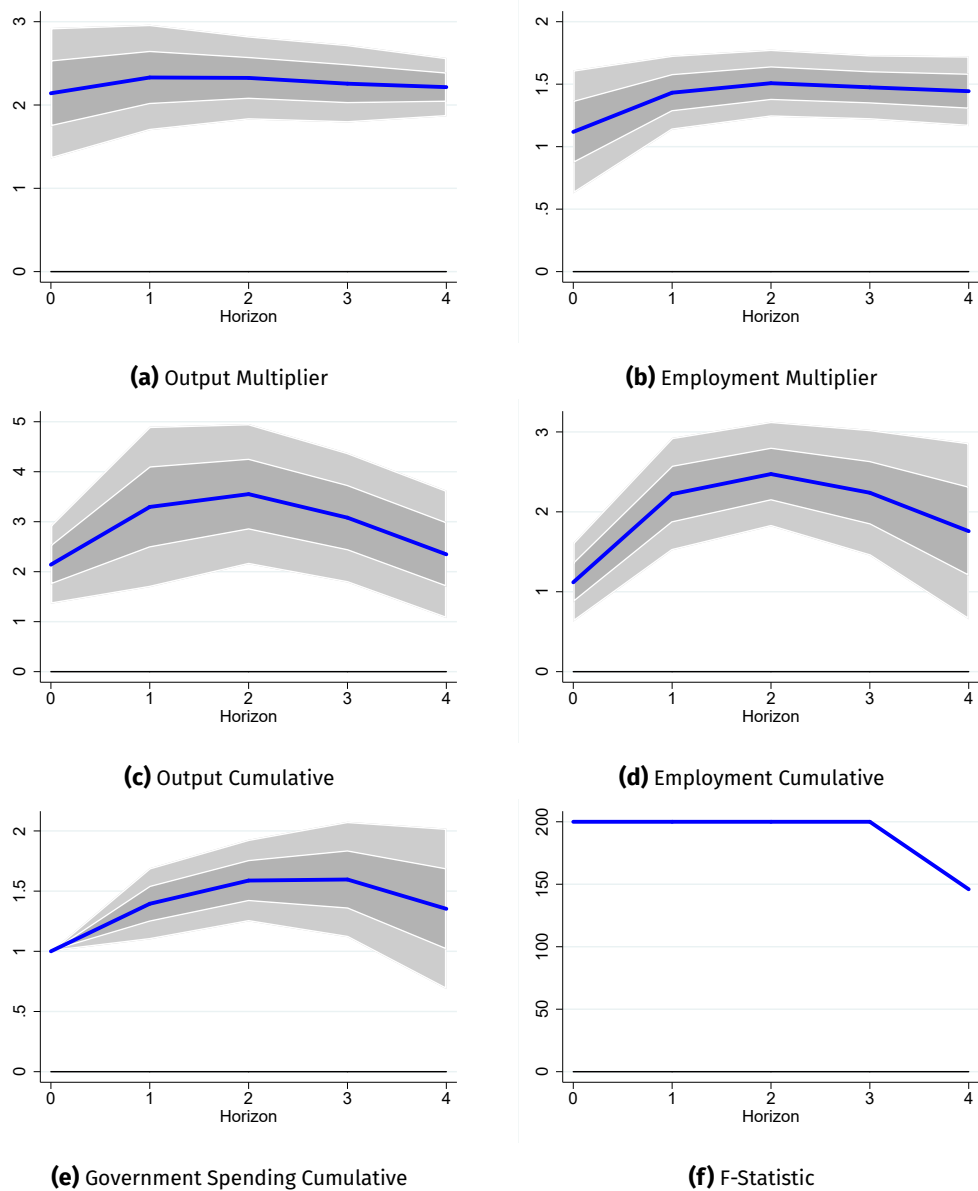 3
2
1
0
0 1 2 3 4
Horizon
(a) Output Multiplier
2
1.5
1
.5
0
0 1 2 3 4
Horizon
(b) Employment Multiplier
5
4
3
2
1
0
0 1 2 3 4
Horizon
(c) Output Cumulative
3
2
1
0
0 1 2 3 4
Horizon
(d) Employment Cumulative
2
1.5
1
.5
0
0 1 2 3 4
Horizon
(e) Government Spending Cumulative
200
150
100
50
0
0 1 2 3 4
Horizon
(f) F-Statistic